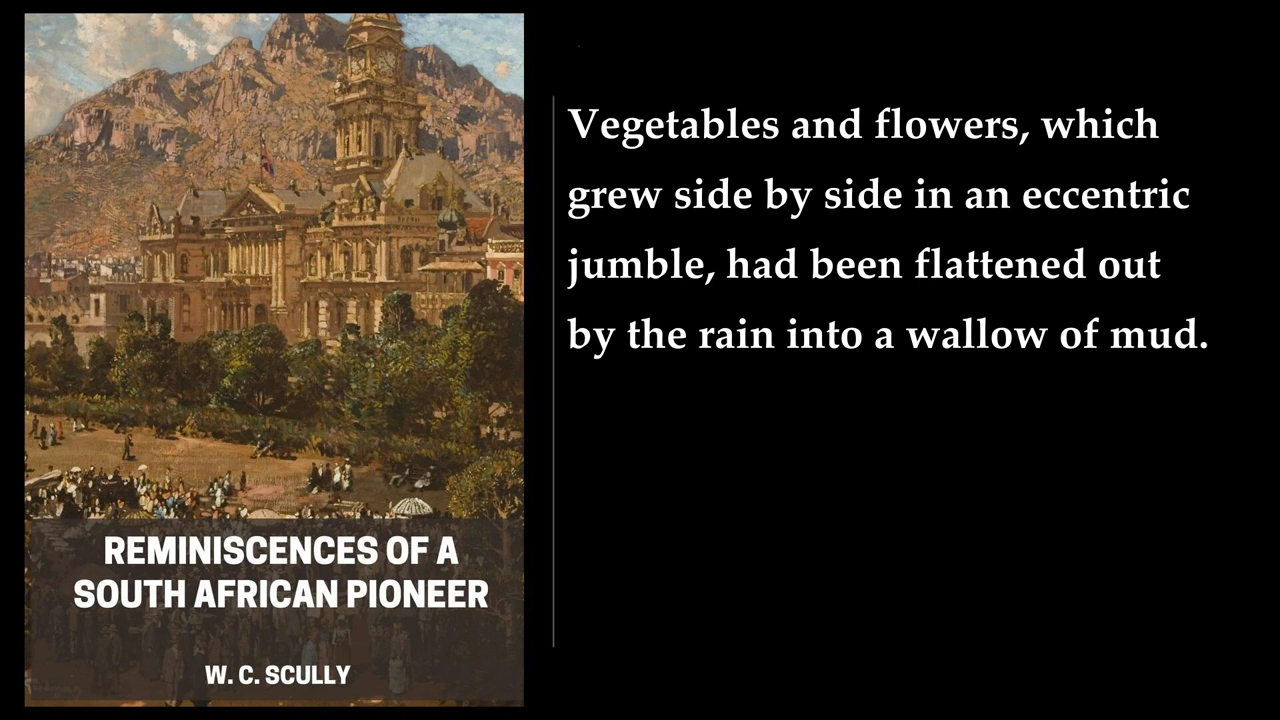 REMINISCENCES OF A
SOUTH AFRICAN PIONEER
W. C. SCULLY
Vegetables and flowers, which
grew side by side in an eccentric
jumble, had been flattened out
by the rain into a wallow of mud.